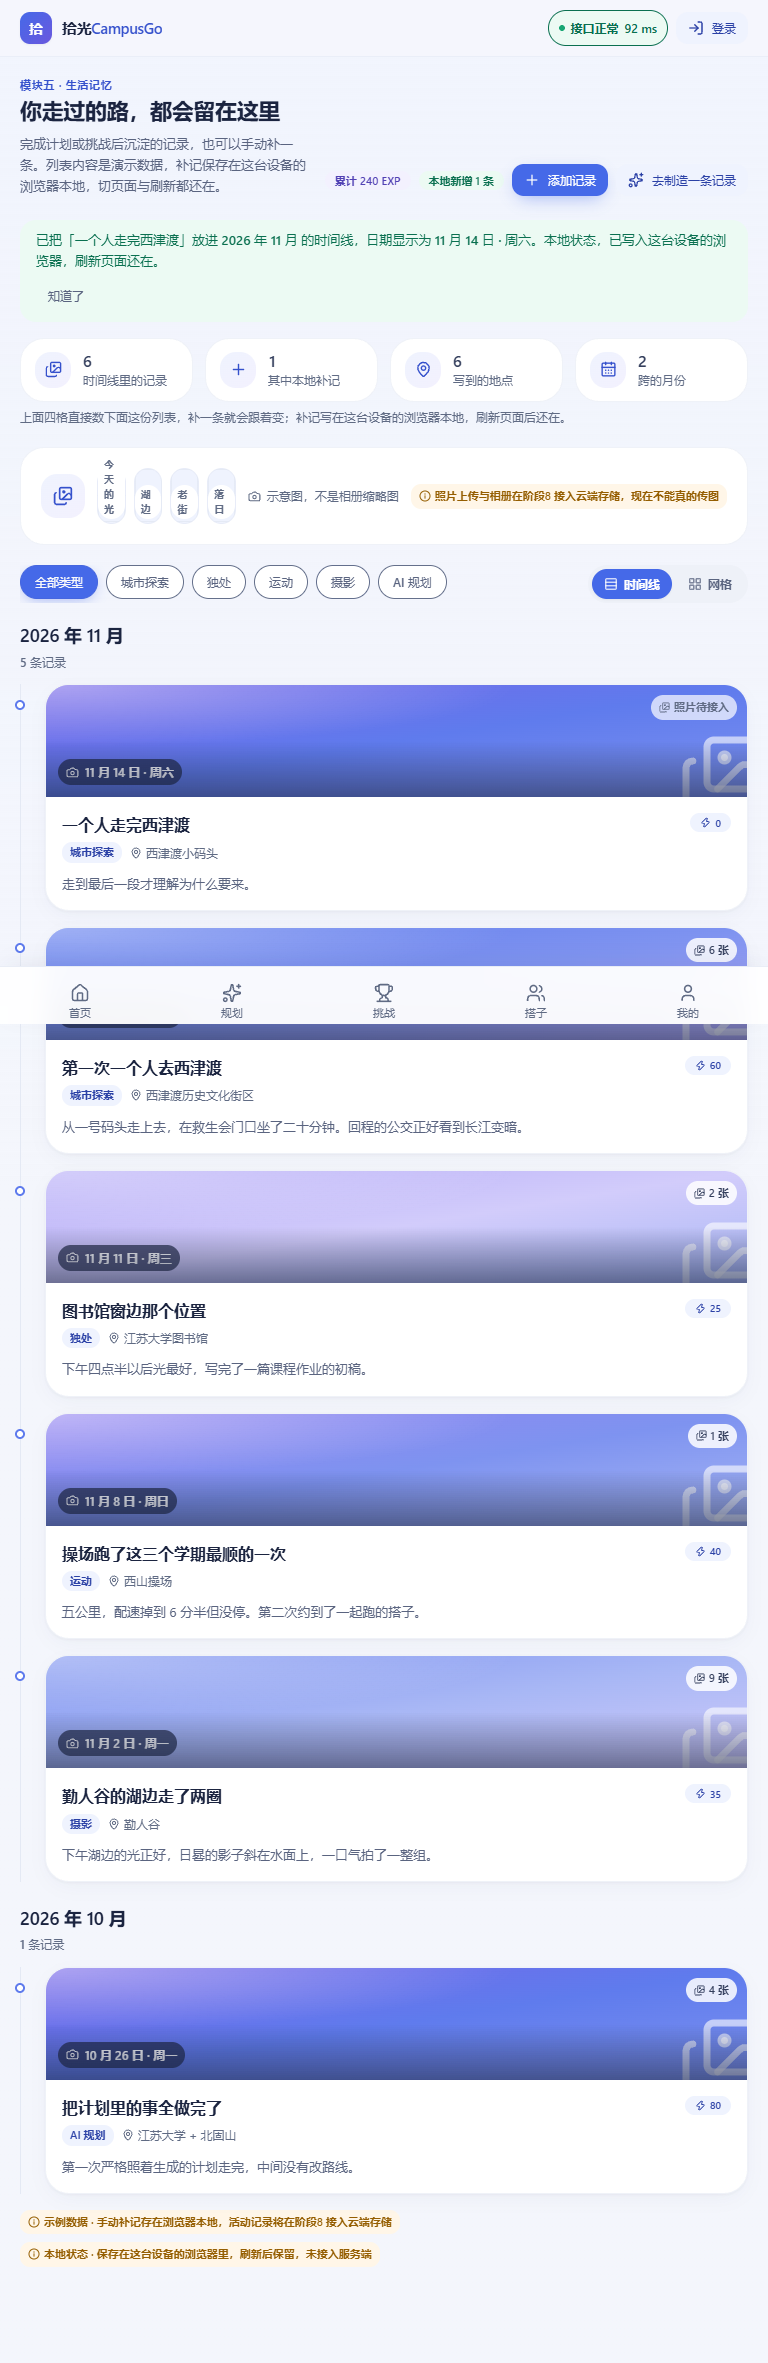 拾 拾光CampusGo
接口正常 92 ms
登录
模块五 · 生活记忆
你走过的路，都会留在这里
完成计划或挑战后沉淀的记录，也可以手动补一
条。列表内容是演示数据，补记保存在这台设备的
浏览器本地，切页面与刷新都还在。
累计 240 EXP
本地新增 1 条
添加记录
去制造一条记录
已把「一个人走完西津渡」放进 2026 年 11 月 的时间线，日期显示为 11 月 14 日 · 周六。本地状态，已写入这台设备的浏
览器，刷新页面还在。
知道了
6
时间线里的记录
1
其中本地补记
6
写到的地点
2
跨的月份
上面四格直接数下面这份列表，补一条就会跟着变；补记写在这台设备的浏览器本地，刷新页面后还在。
今
天
的
光
湖
边
老
街
落
日
示意图，不是相册缩略图
照片上传与相册在阶段8 接入云端存储，现在不能真的传图
全部类型
城市探索
独处
运动
摄影
AI 规划
时间线
网格
2026 年 11 月
5 条记录
照片待接入
11 月 14 日 · 周六
一个人走完西津渡
0
城市探索
西津渡小码头
走到最后一段才理解为什么要来。
6 张
首页
规划
挑战
搭子
我的
第一次一个人去西津渡
60
城市探索
西津渡历史文化街区
从一号码头走上去，在救生会门口坐了二十分钟。回程的公交正好看到长江变暗。
2 张
11 月 11 日 · 周三
图书馆窗边那个位置
25
独处
江苏大学图书馆
下午四点半以后光最好，写完了一篇课程作业的初稿。
1 张
11 月 8 日 · 周日
操场跑了这三个学期最顺的一次
40
运动
西山操场
五公里，配速掉到 6 分半但没停。第二次约到了一起跑的搭子。
9 张
11 月 2 日 · 周一
勤人谷的湖边走了两圈
35
摄影
勤人谷
下午湖边的光正好，日晷的影子斜在水面上，一口气拍了一整组。
2026 年 10 月
1 条记录
4 张
10 月 26 日 · 周一
把计划里的事全做完了
80
AI 规划
江苏大学 + 北固山
第一次严格照着生成的计划走完，中间没有改路线。
示例数据 · 手动补记存在浏览器本地，活动记录将在阶段8 接入云端存储
本地状态 · 保存在这台设备的浏览器里，刷新后保留，未接入服务端